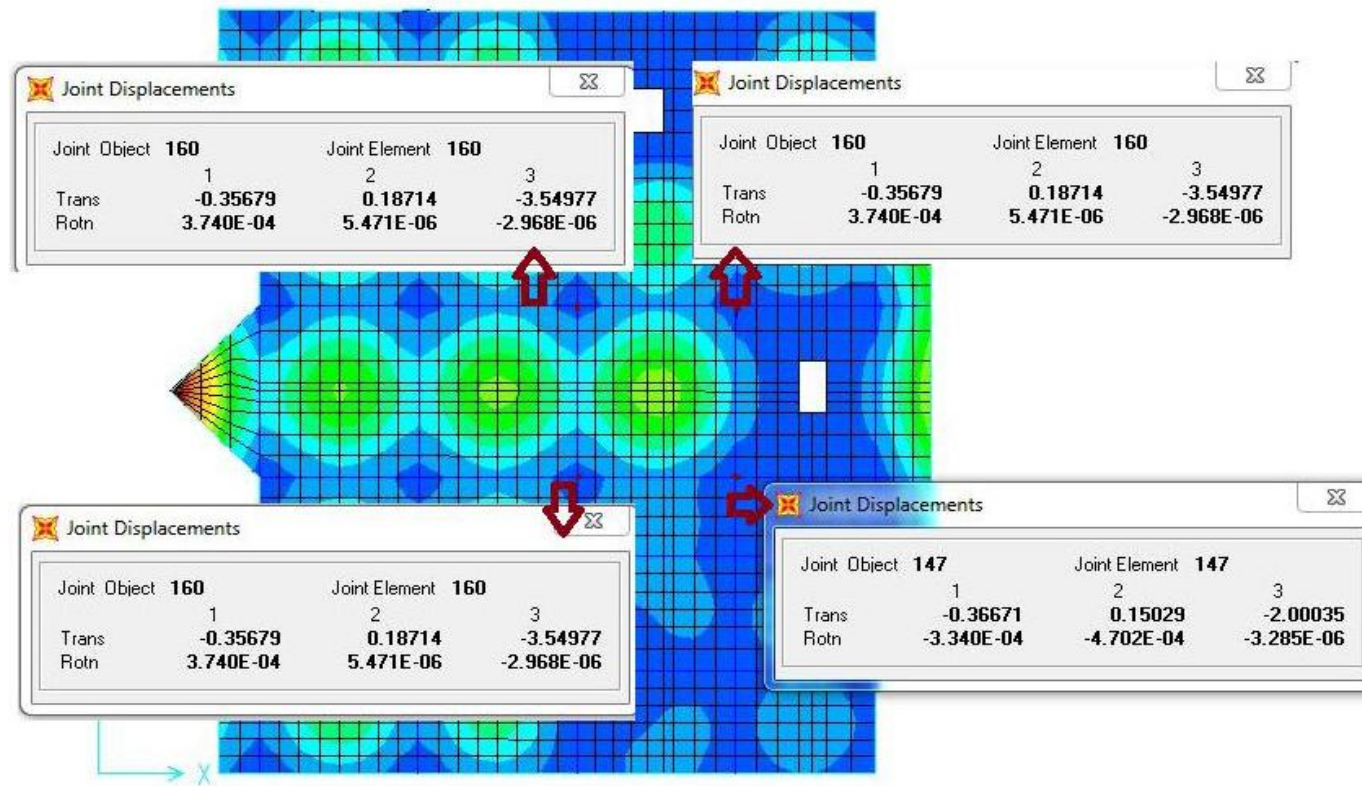 Joint Displacements
Joint Object 160 Joint Element 160
1 2 3
Trans -0.35679 0.18714 -3.54977
Rotn 3.740E-04 5.471E-06 -2.968E-06
Joint Displacements
Joint Object 160 Joint Element 160
1 2 3
Trans -0.35679 0.18714 -3.54977
Rotn 3.740E-04 5.471E-06 -2.968E-06
Joint Displacements
Joint Object 160 Joint Element 160
1 2 3
Trans -0.35679 0.18714 -3.54977
Rotn 3.740E-04 5.471E-06 -2.968E-06
Joint Displacements
Joint Object 147 Joint Element 147
1 2 3
Trans -0.36671 0.15029 -2.00035
Rotn -3.340E-04 -4.702E-04 -3.285E-06
X